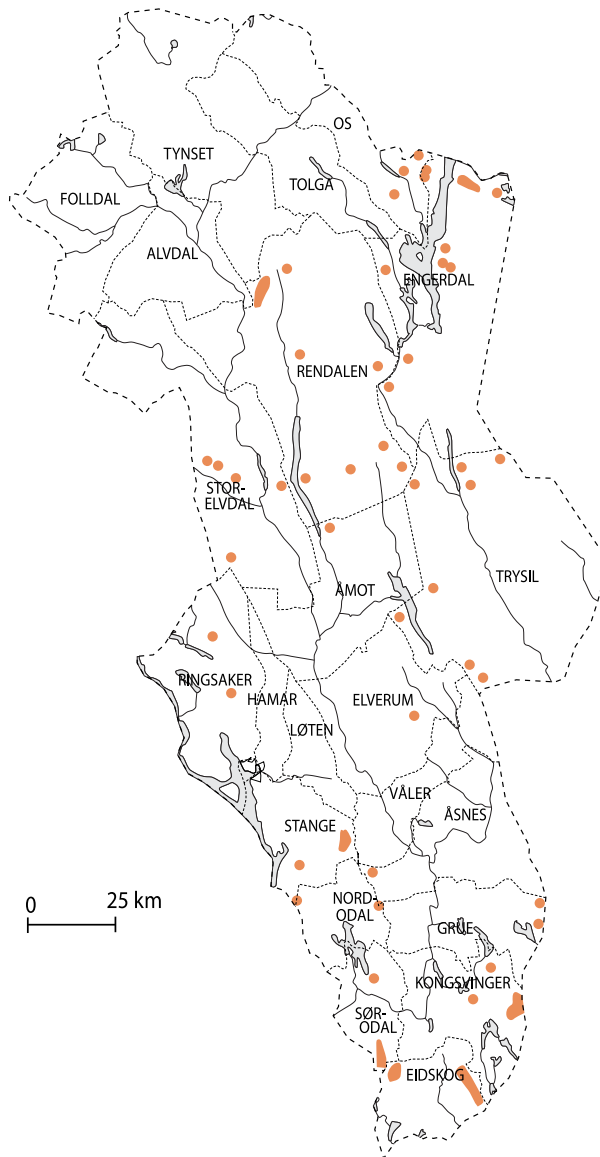 OS
TYNSET
TOLGA
FOLLDAL
ALVDAL
ENGERDAL
RENDALEN
STOR-
ELVDAL
TRYSIL
ÅMOT
RINGSAKER
HAMAR
ELVERUM
LØTEN
VÅLER
ÅSNES
STANGE
0 25 km
NORD-
ODAL
GRUE
KONGSVINGER
SØR-
ODAL
EIDSKOG